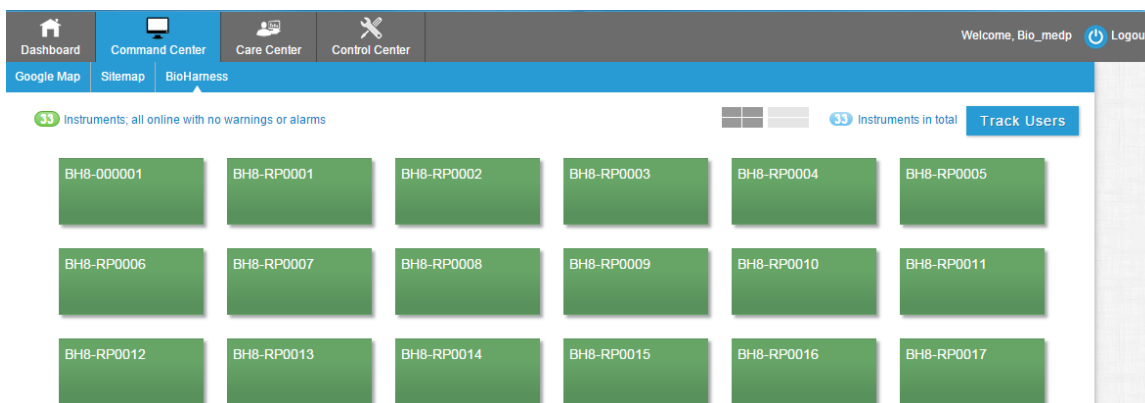 Dashboard
Command Center
Care Center
Control Center
Welcome, Bio_medp
Logou
Google Map
Sitemap
BioHarness
33 Instruments; all online with no warnings or alarms
33 Instruments in total
Track Users
BH8-000001 BH8-RP0001 BH8-RP0002 BH8-RP0003 BH8-RP0004 BH8-RP0005
BH8-RP0006 BH8-RP0007 BH8-RP0008 BH8-RP0009 BH8-RP0010 BH8-RP0011
BH8-RP0012 BH8-RP0013 BH8-RP0014 BH8-RP0015 BH8-RP0016 BH8-RP0017